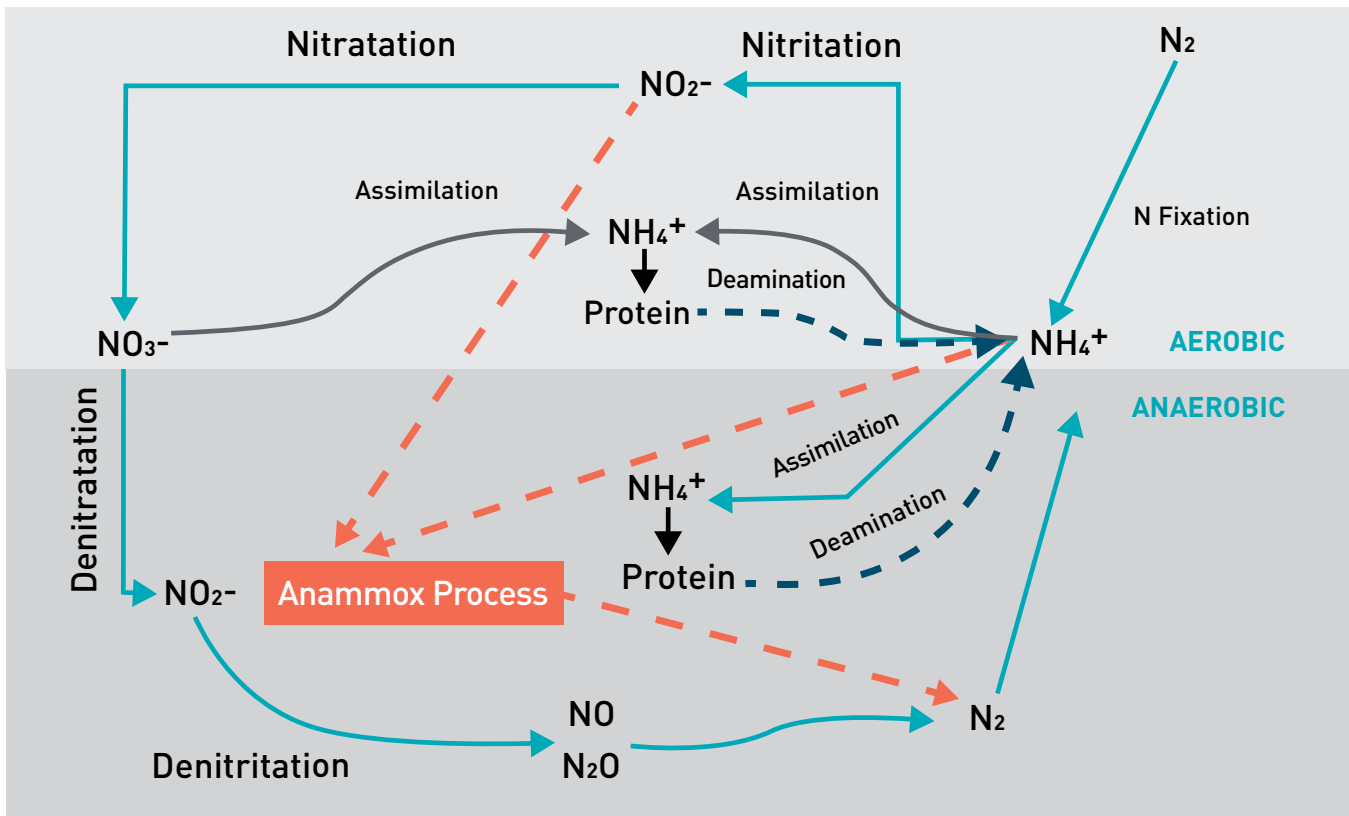 Nitratation
Nitritation
N₂
NO₂-
Assimilation
Assimilation
N Fixation
NH₄⁺
Deamination
Protein
NO₃-
NH₄⁺
AEROBIC
ANAEROBIC
Denitratation
Assimilation
NH₄⁺
Deamination
Protein
NO₂-
Anammox Process
NO
N₂
N₂O
Denitritation